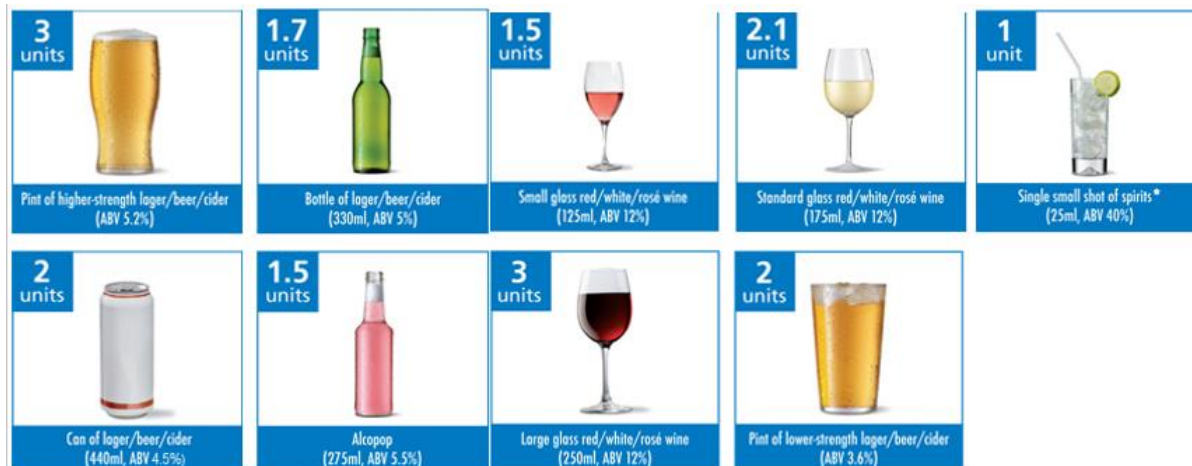 3
units
Pint of higher-strength lager/beer/cider
(ABV 5.2%)
1.7
units
Bottle of lager/beer/cider
(330ml, ABV 5%)
1.5
units
Small glass red/white/rosé wine
(125ml, ABV 12%)
2.1
units
Standard glass red/white/rosé wine
(175ml, ABV 12%)
1
unit
Single small shot of spirits*
(25ml, ABV 40%)
2
units
Can of lager/beer/cider
(440ml, ABV 4.5%)
1.5
units
Alcopop
(275ml, ABV 5.5%)
3
units
Large glass red/white/rosé wine
(250ml, ABV 12%)
2
units
Pint of lower-strength lager/beer/cider
(ABV 3.6%)